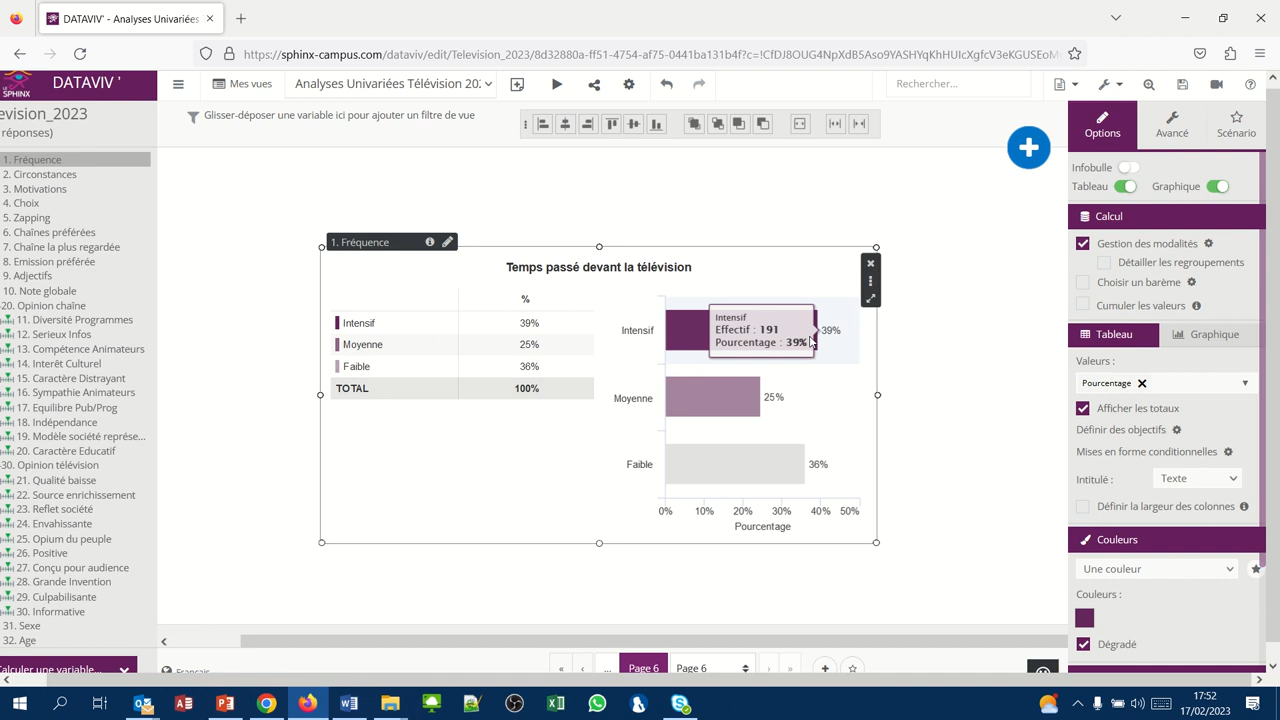 DATAVIV' - Analyses Univariées
https://sphinx-campus.com/dataviv/edit/Television_2023/8d32880a-ff51-4754-af75-0441ba131b4f?c=!CfDJ8OUG4NpXdB5Aso9YASHYqKhHUIcXgfcV3eKGUSEoM
LE SPHINX
DATAVIV '
Mes vues
Analyses Univariées Télévision 202
Rechercher...
evision_2023
réponses)
Glisser-déposer une variable ici pour ajouter un filtre de vue
1. Fréquence
2. Circonstances
3. Motivations
4. Choix
5. Zapping
6. Chaînes préférées
7. Chaîne la plus regardée
8. Emission préférée
9. Adjectifs
10. Note globale
-20. Opinion chaîne
11. Diversité Programmes
12. Serieux Infos
13. Compétence Animateurs
14. Interêt Culturel
15. Caractère Distrayant
16. Sympathie Animateurs
17. Equilibre Pub/Prog
18. Indépendance
19. Modèle société représe...
20. Caractère Educatif
-30. Opinion télévision
21. Qualité baisse
22. Source enrichissement
23. Reflet société
24. Envahissante
25. Opium du peuple
26. Positive
27. Conçu pour audience
28. Grande Invention
29. Culpabilisante
30. Informative
31. Sexe
32. Age
Calculer une variable...
1. Fréquence
Temps passé devant la télévision
%
Intensif 39%
Moyenne 25%
Faible 36%
TOTAL 100%
Intensif
Intensif
Effectif : 191
Pourcentage : 39%
39%
Moyenne 25%
Faible 36%
0% 10% 20% 30% 40% 50%
Pourcentage
Français
« ‹ ... Page 6 Page 6 › »
Options
Avancé
Scénario
Infobulle
Tableau Graphique
Calcul
Gestion des modalités
Détailler les regroupements
Choisir un barème
Cumuler les valeurs
Tableau Graphique
Valeurs :
Pourcentage
Afficher les totaux
Définir des objectifs
Mises en forme conditionnelles
Intitulé : Texte
Définir la largeur des colonnes
Couleurs
Une couleur
Couleurs :
Dégradé
17:52
17/02/2023